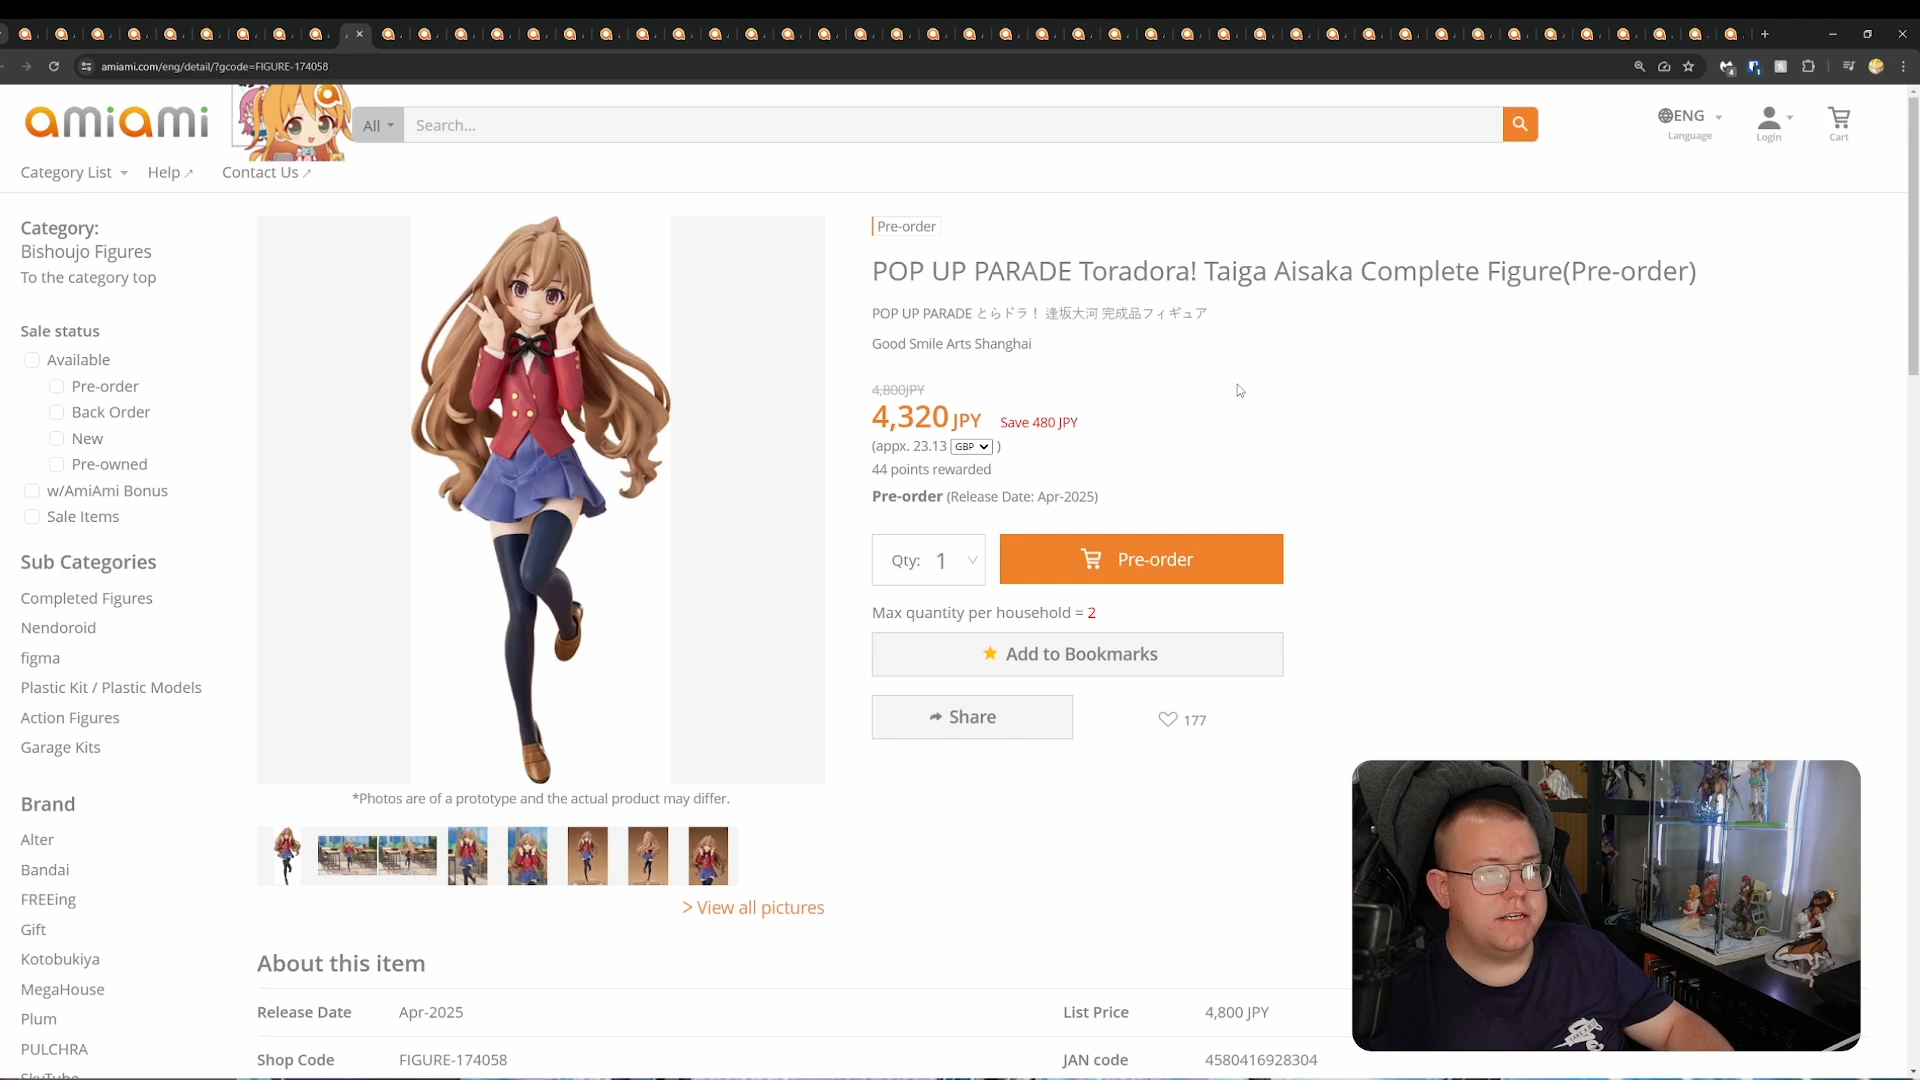 amiami.com/eng/detail/?gcode=FIGURE-174058
amiami
All
Search...
ENG
Language
Login
Cart
Category List
Help
Contact Us
Category:
Bishoujo Figures
To the category top
Sale status
Available
Pre-order
Back Order
New
Pre-owned
w/AmiAmi Bonus
Sale Items
Sub Categories
Completed Figures
Nendoroid
figma
Plastic Kit / Plastic Models
Action Figures
Garage Kits
Brand
Alter
Bandai
FREEing
Gift
Kotobukiya
MegaHouse
Plum
PULCHRA
SkyTube
*Photos are of a prototype and the actual product may differ.
> View all pictures
Pre-order
POP UP PARADE Toradora! Taiga Aisaka Complete Figure(Pre-order)
POP UP PARADE とらドラ！ 逢坂大河 完成品フィギュア
Good Smile Arts Shanghai
4,800JPY
4,320 JPY Save 480 JPY
(appx. 23.13 GBP )
44 points rewarded
Pre-order (Release Date: Apr-2025)
Qty: 1
Pre-order
Max quantity per household = 2
Add to Bookmarks
Share
177
About this item
Release Date Apr-2025
List Price 4,800 JPY
Shop Code FIGURE-174058
JAN code 4580416928304